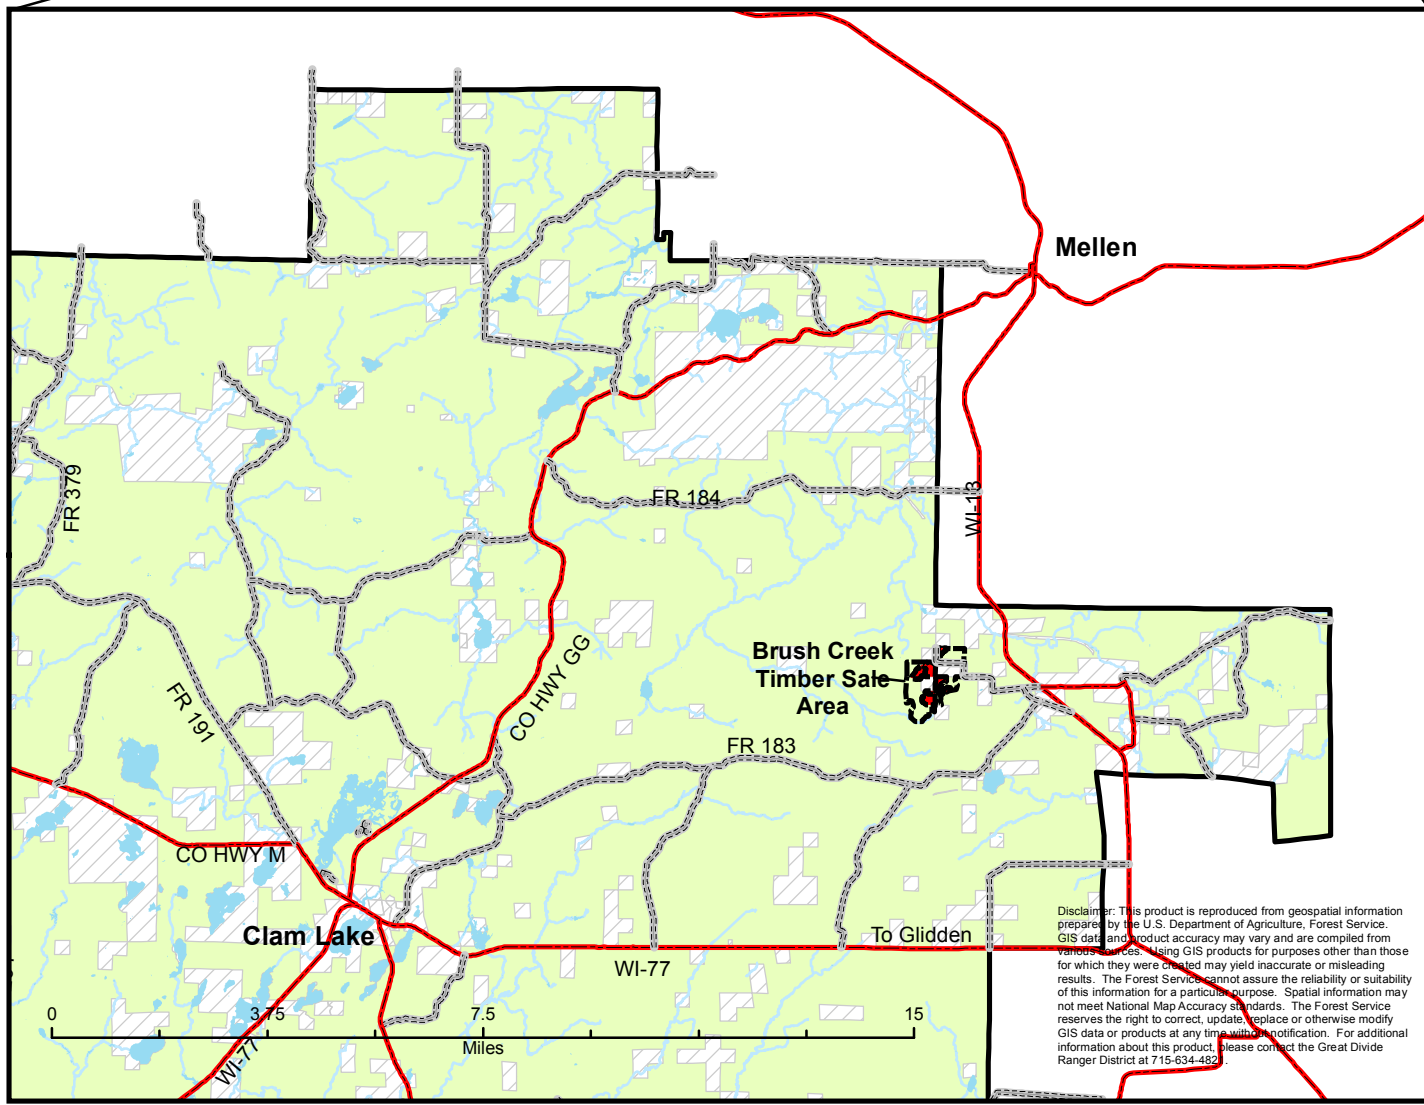 Mellen
FR 379
FR 184
WI-13
Brush Creek
Timber Sale
Area
CO HWY GG
FR 191
FR 183
CO HWY M
Clam Lake
To Glidden
WI-77
WI-77
0 3.75 7.5 15
Miles
Disclaimer: This product is reproduced from geospatial information
prepared by the U.S. Department of Agriculture, Forest Service.
GIS data and product accuracy may vary and are compiled from
various sources. Using GIS products for purposes other than those
for which they were created may yield inaccurate or misleading
results. The Forest Service cannot assure the reliability or suitability
of this information for a particular purpose. Spatial information may
not meet National Map Accuracy standards. The Forest Service
reserves the right to correct, update, replace or otherwise modify
GIS data or products at any time without notification. For additional
information about this product, please contact the Great Divide
Ranger District at 715-634-4821.